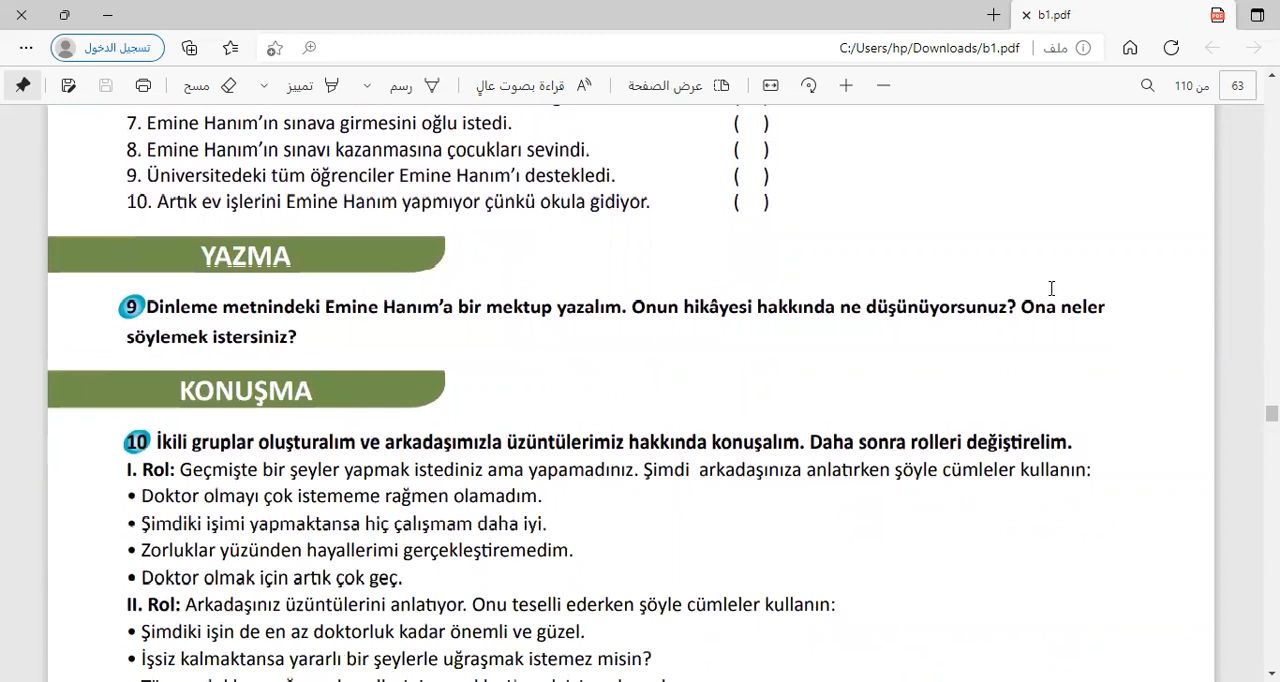 b1.pdf
تسجيل الدخول
C:/Users/hp/Downloads/b1.pdf
ملف
مسح
تمييز
رسم
قراءة بصوت عالٍ
عرض الصفحة
من 110
63
7. Emine Hanım’ın sınava girmesini oğlu istedi. ( )
8. Emine Hanım’ın sınavı kazanmasına çocukları sevindi. ( )
9. Üniversitedeki tüm öğrenciler Emine Hanım’ı destekledi. ( )
10. Artık ev işlerini Emine Hanım yapmıyor çünkü okula gidiyor. ( )
YAZMA
9 Dinleme metnindeki Emine Hanım’a bir mektup yazalım. Onun hikâyesi hakkında ne düşünüyorsunuz? Ona neler
söylemek istersiniz?
KONUŞMA
10 İkili gruplar oluşturalım ve arkadaşımızla üzüntülerimiz hakkında konuşalım. Daha sonra rolleri değiştirelim.
I. Rol: Geçmişte bir şeyler yapmak istediniz ama yapamadınız. Şimdi arkadaşınıza anlatırken şöyle cümleler kullanın:
• Doktor olmayı çok istememe rağmen olamadım.
• Şimdiki işimi yapmaktansa hiç çalışmam daha iyi.
• Zorluklar yüzünden hayallerimi gerçekleştiremedim.
• Doktor olmak için artık çok geç.
II. Rol: Arkadaşınız üzüntülerini anlatıyor. Onu teselli ederken şöyle cümleler kullanın:
• Şimdiki işin de en az doktorluk kadar önemli ve güzel.
• İşsiz kalmaktansa yararlı bir şeylerle uğraşmak istemez misin?